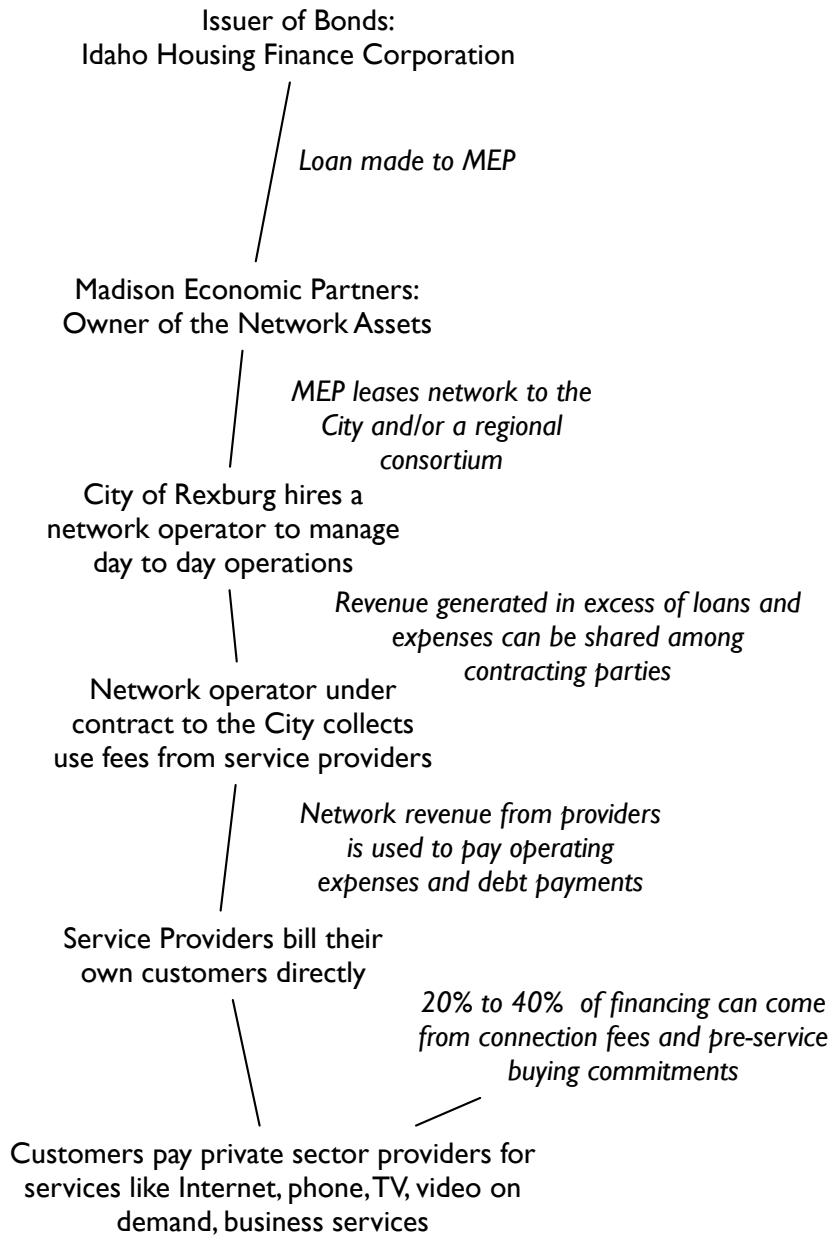 Issuer of Bonds:
Idaho Housing Finance Corporation
Loan made to MEP
Madison Economic Partners:
Owner of the Network Assets
MEP leases network to the
City and/or a regional
consortium
City of Rexburg hires a
network operator to manage
day to day operations
Revenue generated in excess of loans and
expenses can be shared among
contracting parties
Network operator under
contract to the City collects
use fees from service providers
Network revenue from providers
is used to pay operating
expenses and debt payments
Service Providers bill their
own customers directly
20% to 40% of financing can come
from connection fees and pre-service
buying commitments
Customers pay private sector providers for
services like Internet, phone, TV, video on
demand, business services